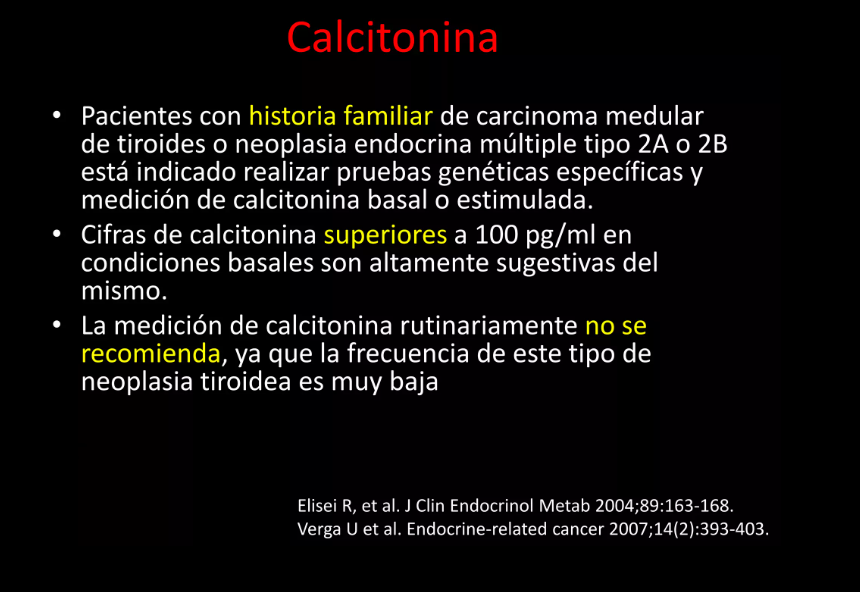 Calcitonina
• Pacientes con historia familiar de carcinoma medular
de tiroides o neoplasia endocrina múltiple tipo 2A o 2B
está indicado realizar pruebas genéticas específicas y
medición de calcitonina basal o estimulada.
• Cifras de calcitonina superiores a 100 pg/ml en
condiciones basales son altamente sugestivas del
mismo.
• La medición de calcitonina rutinariamente no se
recomienda, ya que la frecuencia de este tipo de
neoplasia tiroidea es muy baja
Elisei R, et al. J Clin Endocrinol Metab 2004;89:163-168.
Verga U et al. Endocrine-related cancer 2007;14(2):393-403.